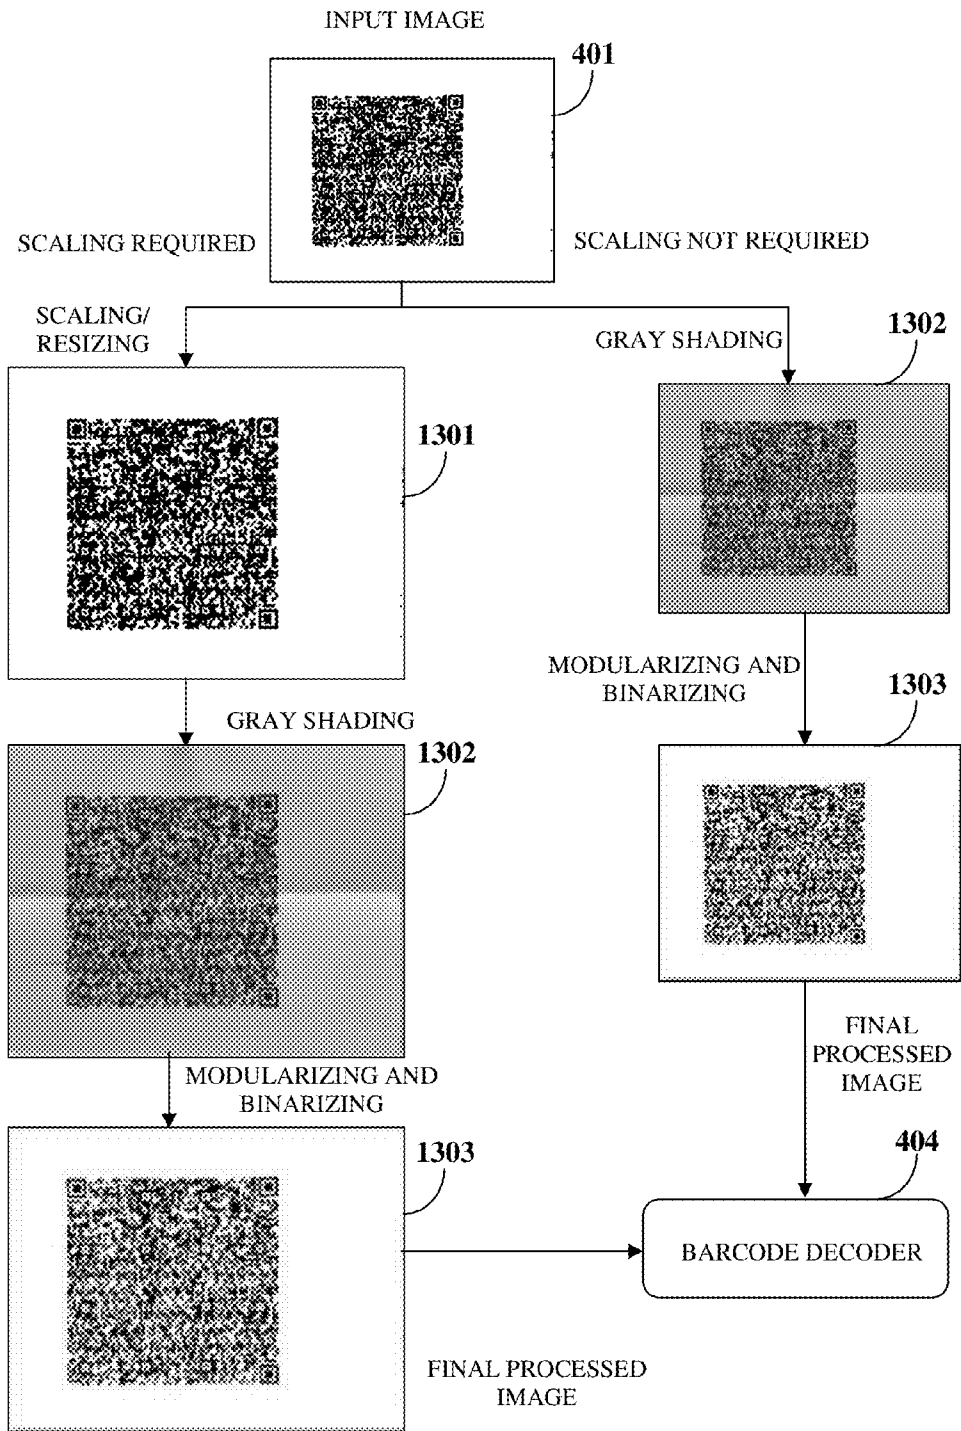 INPUT IMAGE
401
SCALING REQUIRED
SCALING NOT REQUIRED
SCALING/
RESIZING
GRAY SHADING
1302
1301
MODULARIZING AND
BINARIZING
1303
GRAY SHADING
1302
FINAL
PROCESSED
IMAGE
MODULARIZING AND
BINARIZING
1303
404
BARCODE DECODER
FINAL PROCESSED
IMAGE